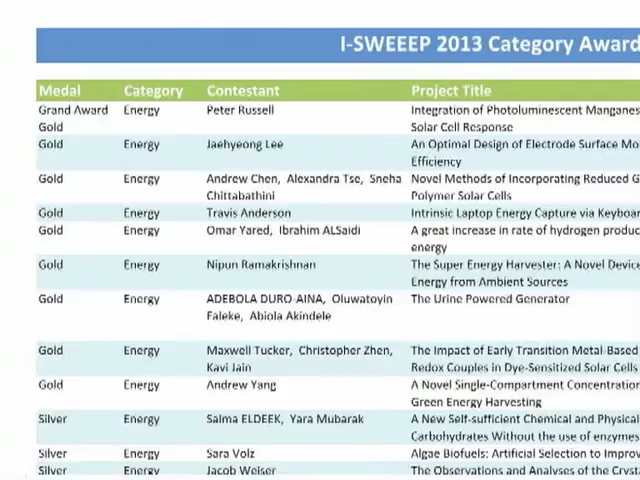 I-SWEEEP 2013 Category Award
Medal Category Contestant Project Title
Grand Award Energy Peter Russell Integration of Photoluminescent Manganes
Gold Solar Cell Response
Gold Energy Jaehyeong Lee An Optimal Design of Electrode Surface Mo
Efficiency
Gold Energy Andrew Chen, Alexandra Tse, Sneha Novel Methods of Incorporating Reduced G
Chittabathini Polymer Solar Cells
Gold Energy Travis Anderson Intrinsic Laptop Energy Capture via Keyboar
Gold Energy Omar Yared, Ibrahim ALSaidi A great increase in rate of hydrogen produc
energy
Gold Energy Nipun Ramakrishnan The Super Energy Harvester: A Novel Device
Energy from Ambient Sources
Gold Energy ADEBOLA DURO-AINA, Oluwatoyin The Urine Powered Generator
Faleke, Abiola Akindele
Gold Energy Maxwell Tucker, Christopher Zhen, The Impact of Early Transition Metal-Based
Kavi Jain Redox Couples in Dye-Sensitized Solar Cells
Gold Energy Andrew Yang A Novel Single-Compartment Concentration
Green Energy Harvesting
Silver Energy Salma ELDEEK, Yara Mubarak A New Self-sufficient Chemical and Physical
Carbohydrates Without the use of enzymes
Silver Energy Sara Volz Algae Biofuels: Artificial Selection to Improv
Silver Energy Jacob Weiser The Observations and Analyses of the Crysta